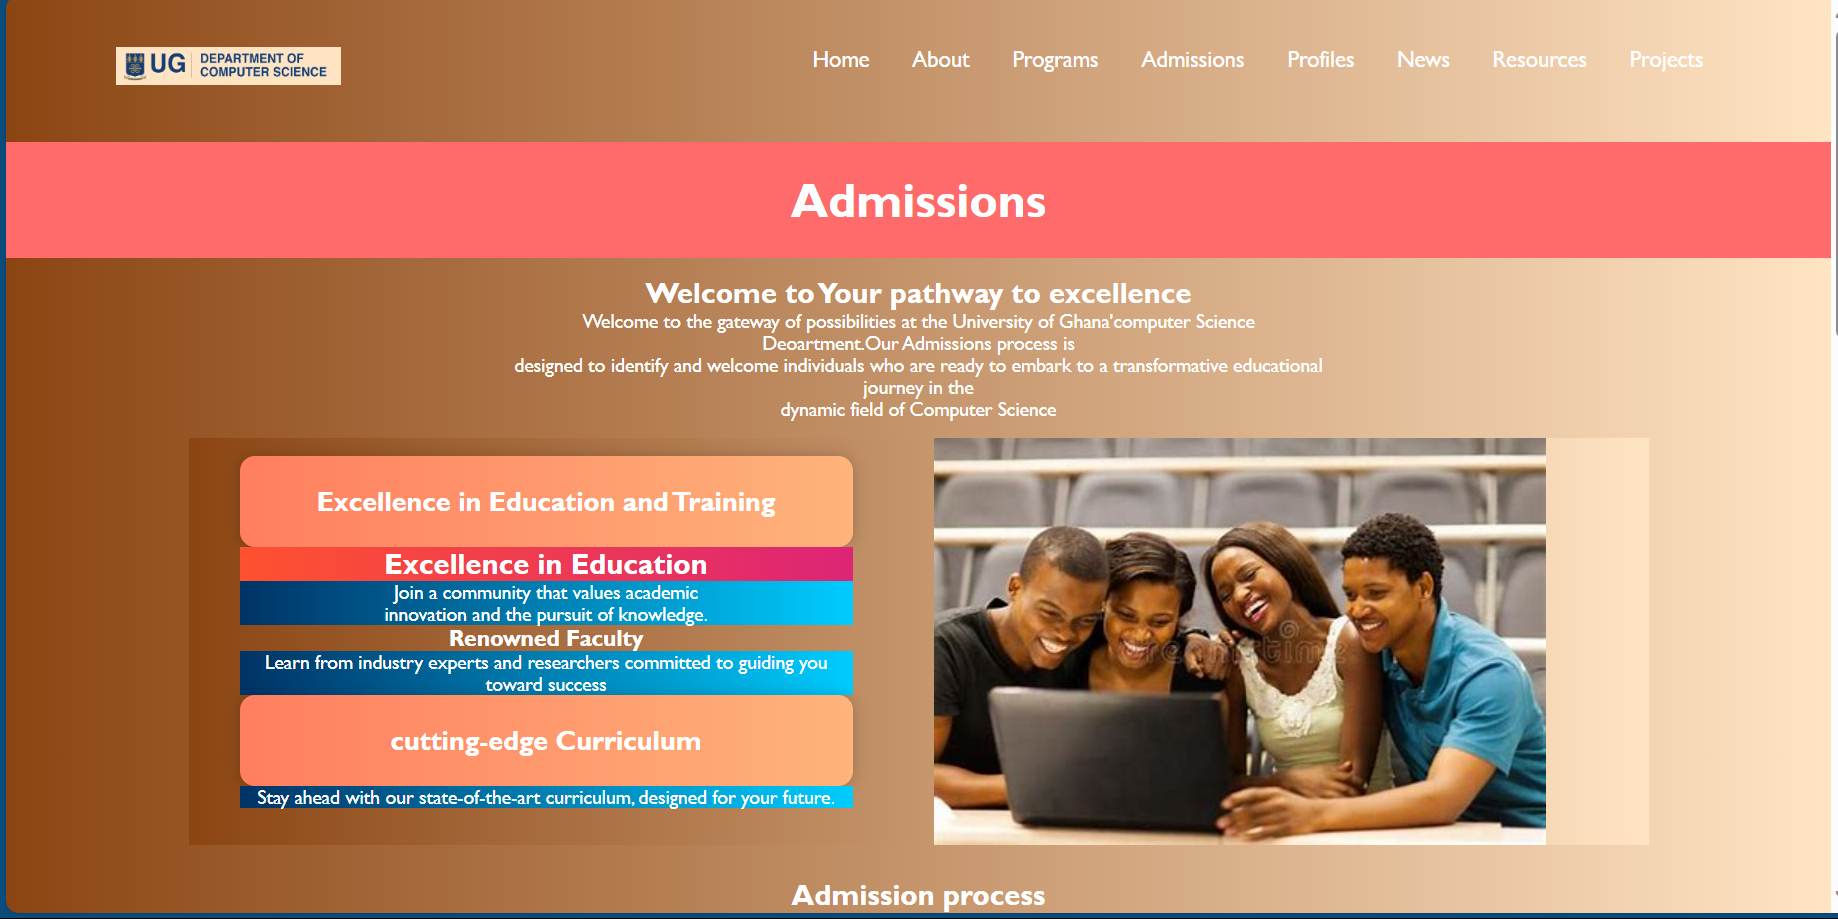 UG
DEPARTMENT OF
COMPUTER SCIENCE
Home About Programs Admissions Profiles News Resources Projects
Admissions
Welcome to Your pathway to excellence
Welcome to the gateway of possibilities at the University of Ghana'computer Science
Deoartment.Our Admissions process is
designed to identify and welcome individuals who are ready to embark to a transformative educational
journey in the
dynamic field of Computer Science
Excellence in Education and Training
Excellence in Education
Join a community that values academic
innovation and the pursuit of knowledge.
Renowned Faculty
Learn from industry experts and researchers committed to guiding you
toward success
cutting-edge Curriculum
Stay ahead with our state-of-the-art curriculum, designed for your future.
Admission process